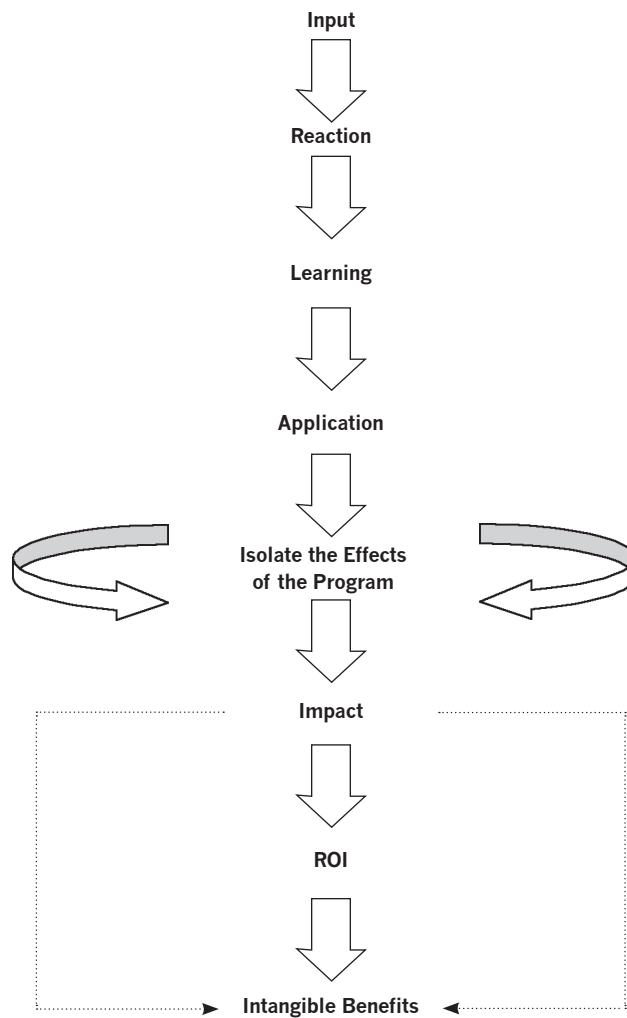 Input
Reaction
Learning
Application
Isolate the Effects
of the Program
Impact
ROI
Intangible Benefits